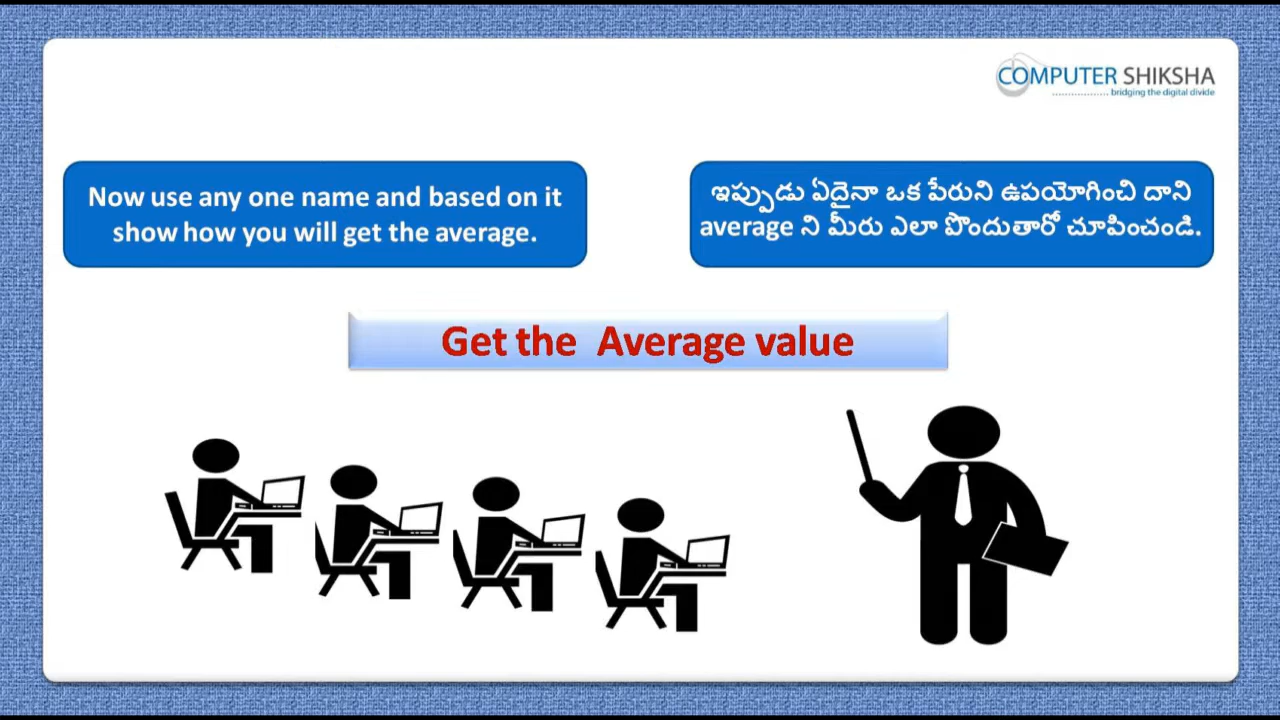 COMPUTER SHIKSHA
bridging the digital divide
Now use any one name and based on it
show how you will get the average.
ఇప్పుడు ఏదైనా ఒక పేరుని ఉపయోగించి దాని
average ని మీరు ఎలా పొందుతారో చూపించండి.
Get the Average value